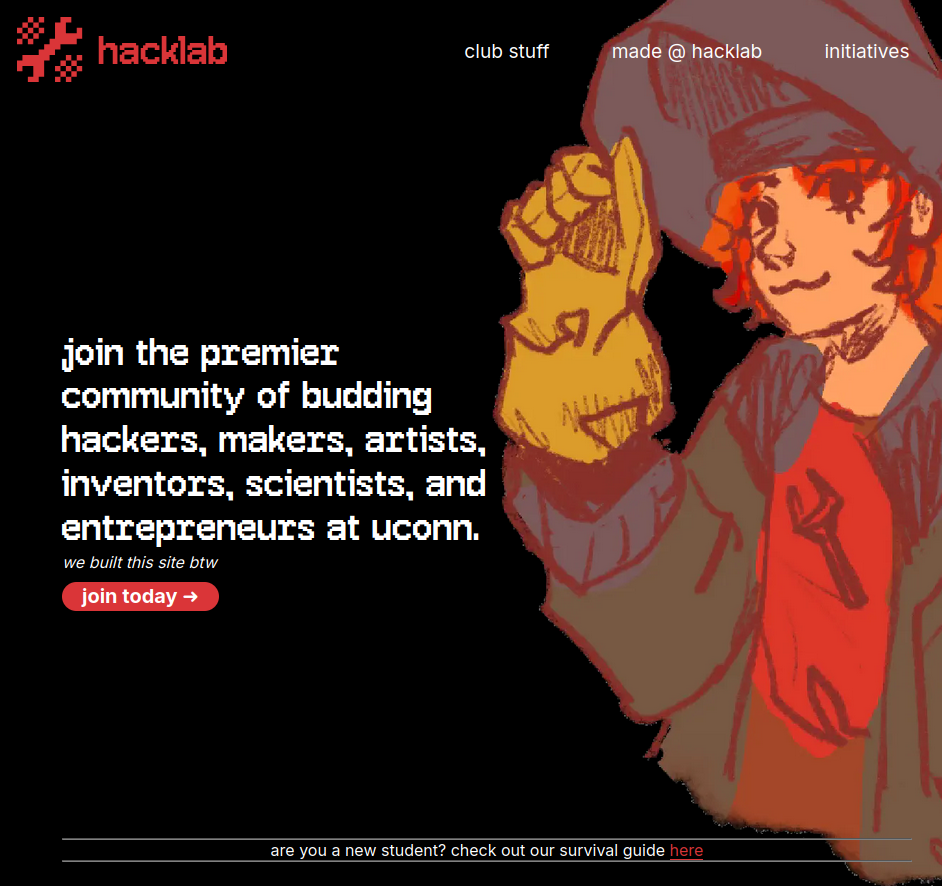 hacklab
club stuff
made @ hacklab
initiatives
join the premier
community of budding
hackers, makers, artists,
inventors, scientists, and
entrepreneurs at uconn.
we built this site btw
join today →
are you a new student? check out our survival guide here